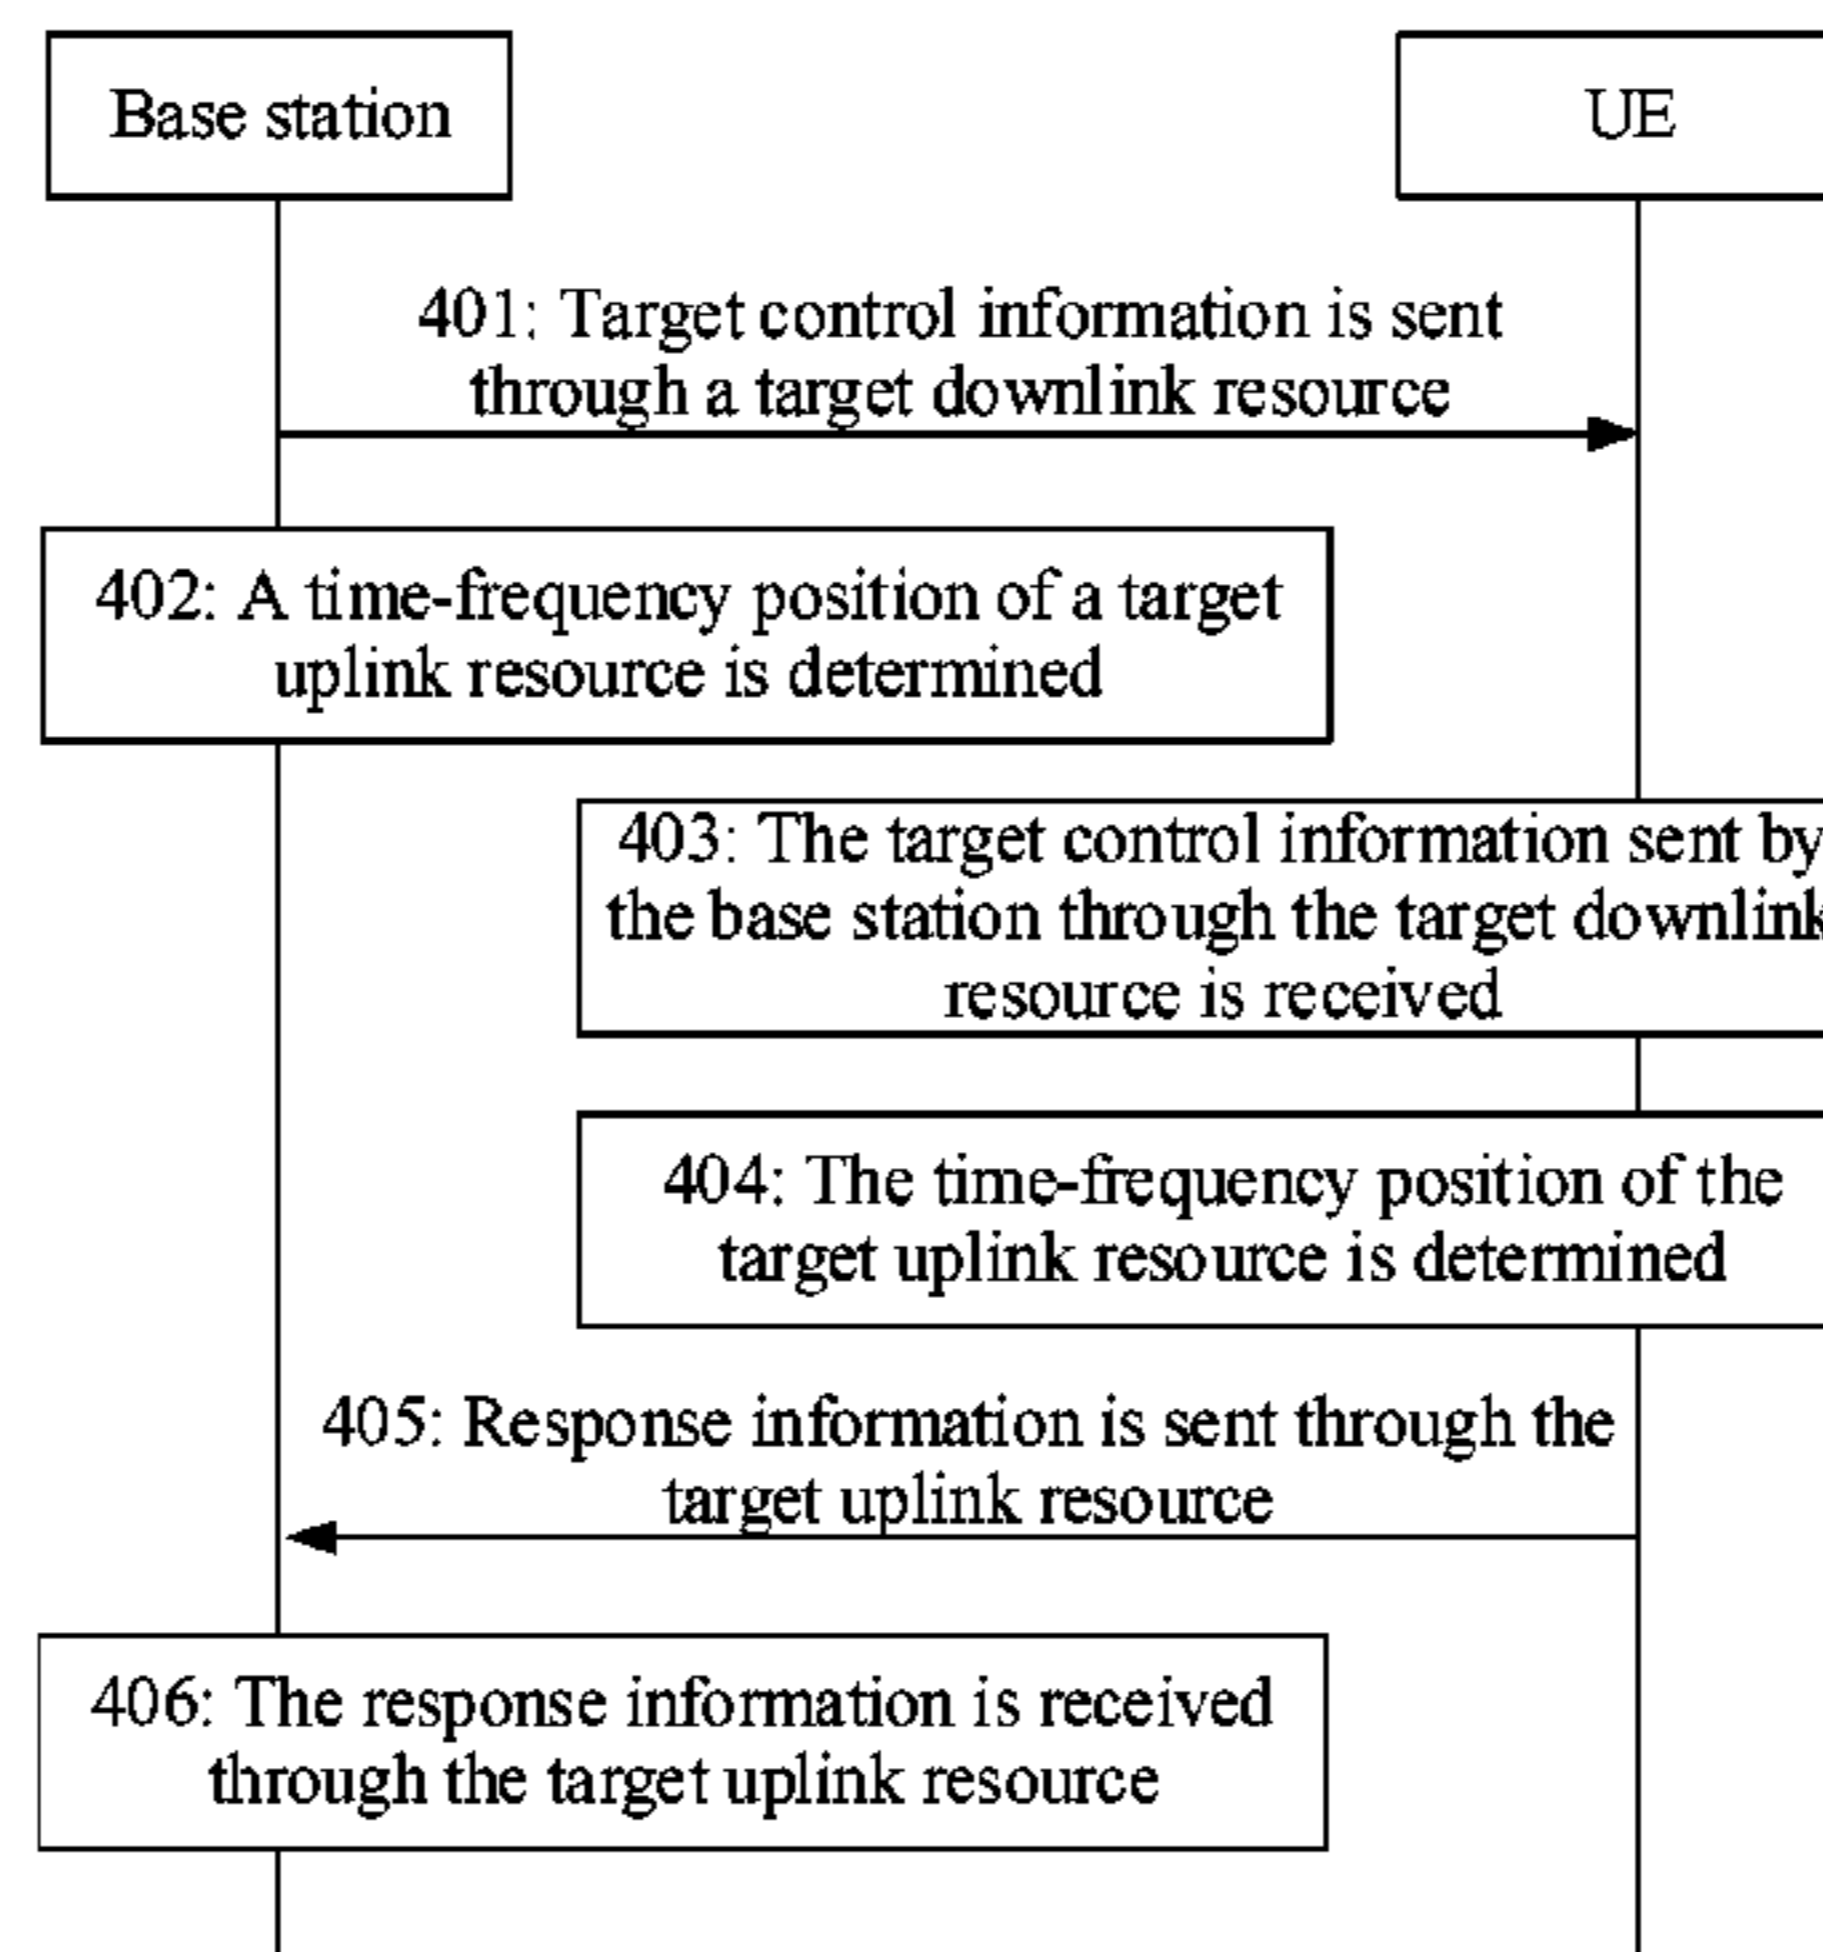 Base station
UE
401: Target control information is sent
through a target downlink resource
402: A time-frequency position of a target
uplink resource is determined
403: The target control information sent by
the base station through the target downlink
resource is received
404: The time-frequency position of the
target uplink resource is determined
405: Response information is sent through the
target uplink resource
406: The response information is received
through the target uplink resource